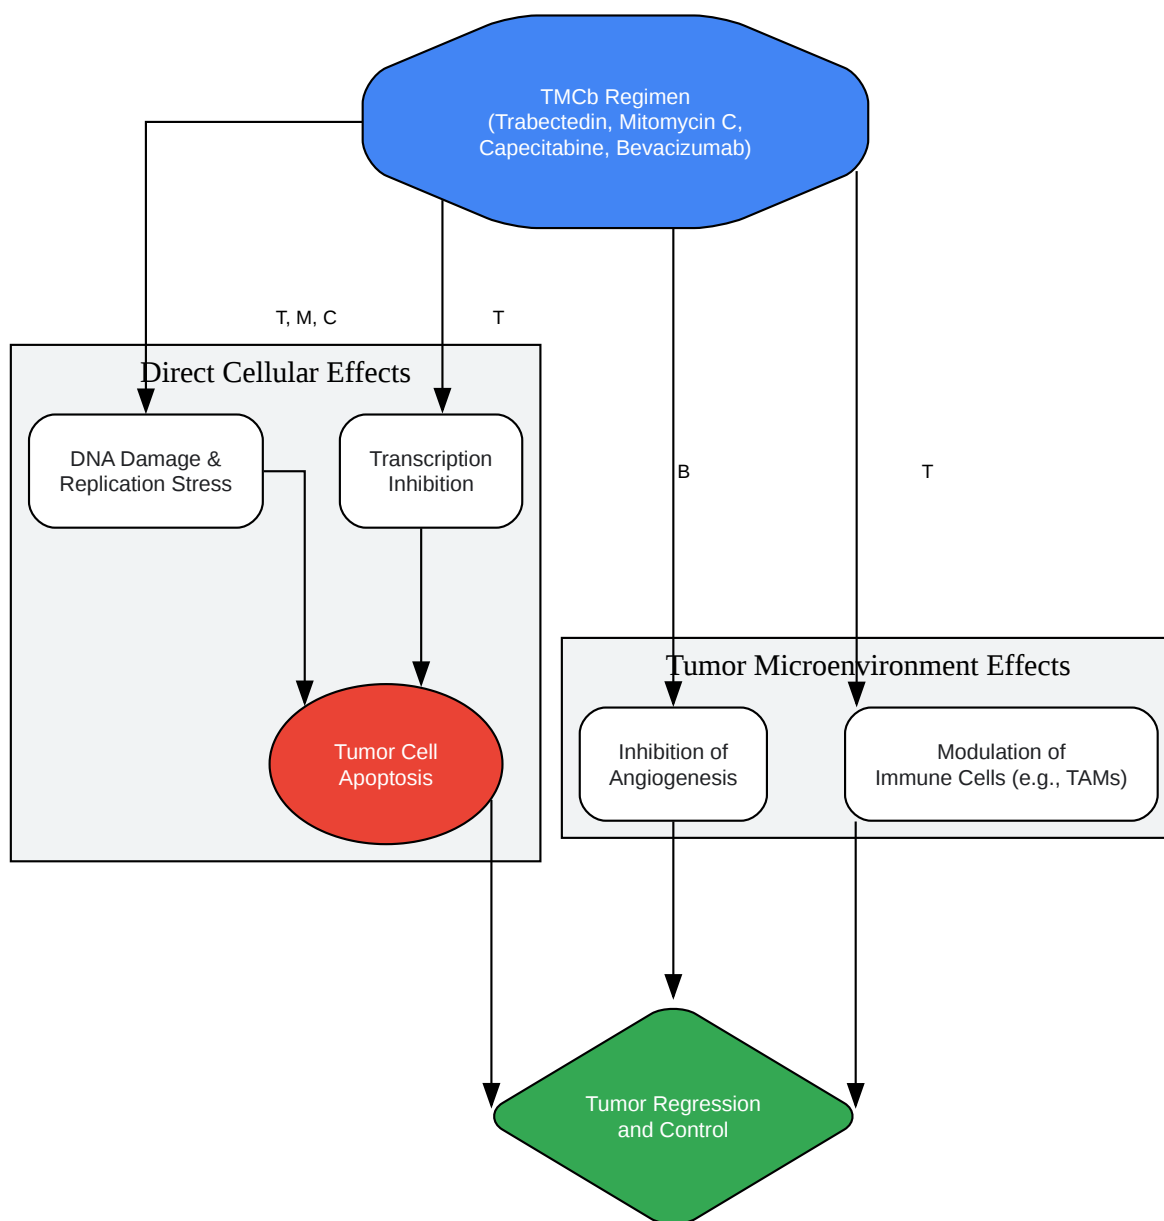 TMCb Regimen
(Trabectedin, Mitomycin C,
Capecitabine, Bevacizumab)
T, M, C
T
Direct Cellular Effects
DNA Damage &
Replication Stress
Transcription
Inhibition
B
T
Tumor Microenvironment Effects
Tumor Cell
Apoptosis
Inhibition of
Angiogenesis
Modulation of
Immune Cells (e.g., TAMs)
Tumor Regression
and Control